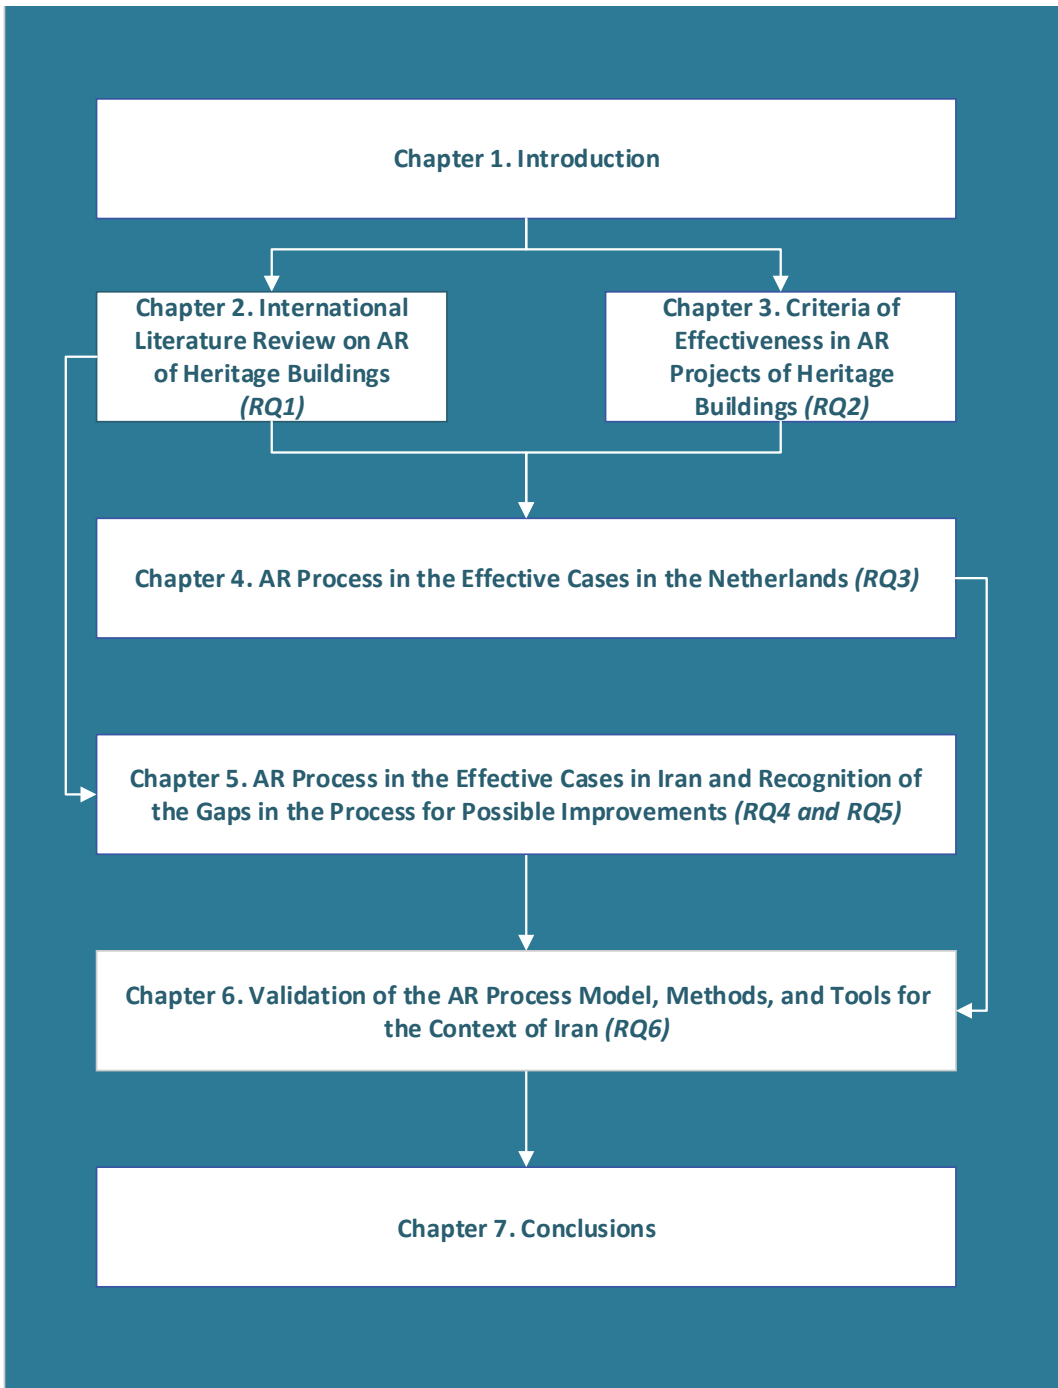 Chapter 1. Introduction
Chapter 2. International
Literature Review on AR
of Heritage Buildings
(RQ1)
Chapter 3. Criteria of
Effectiveness in AR
Projects of Heritage
Buildings (RQ2)
Chapter 4. AR Process in the Effective Cases in the Netherlands (RQ3)
Chapter 5. AR Process in the Effective Cases in Iran and Recognition of
the Gaps in the Process for Possible Improvements (RQ4 and RQ5)
Chapter 6. Validation of the AR Process Model, Methods, and Tools for
the Context of Iran (RQ6)
Chapter 7. Conclusions